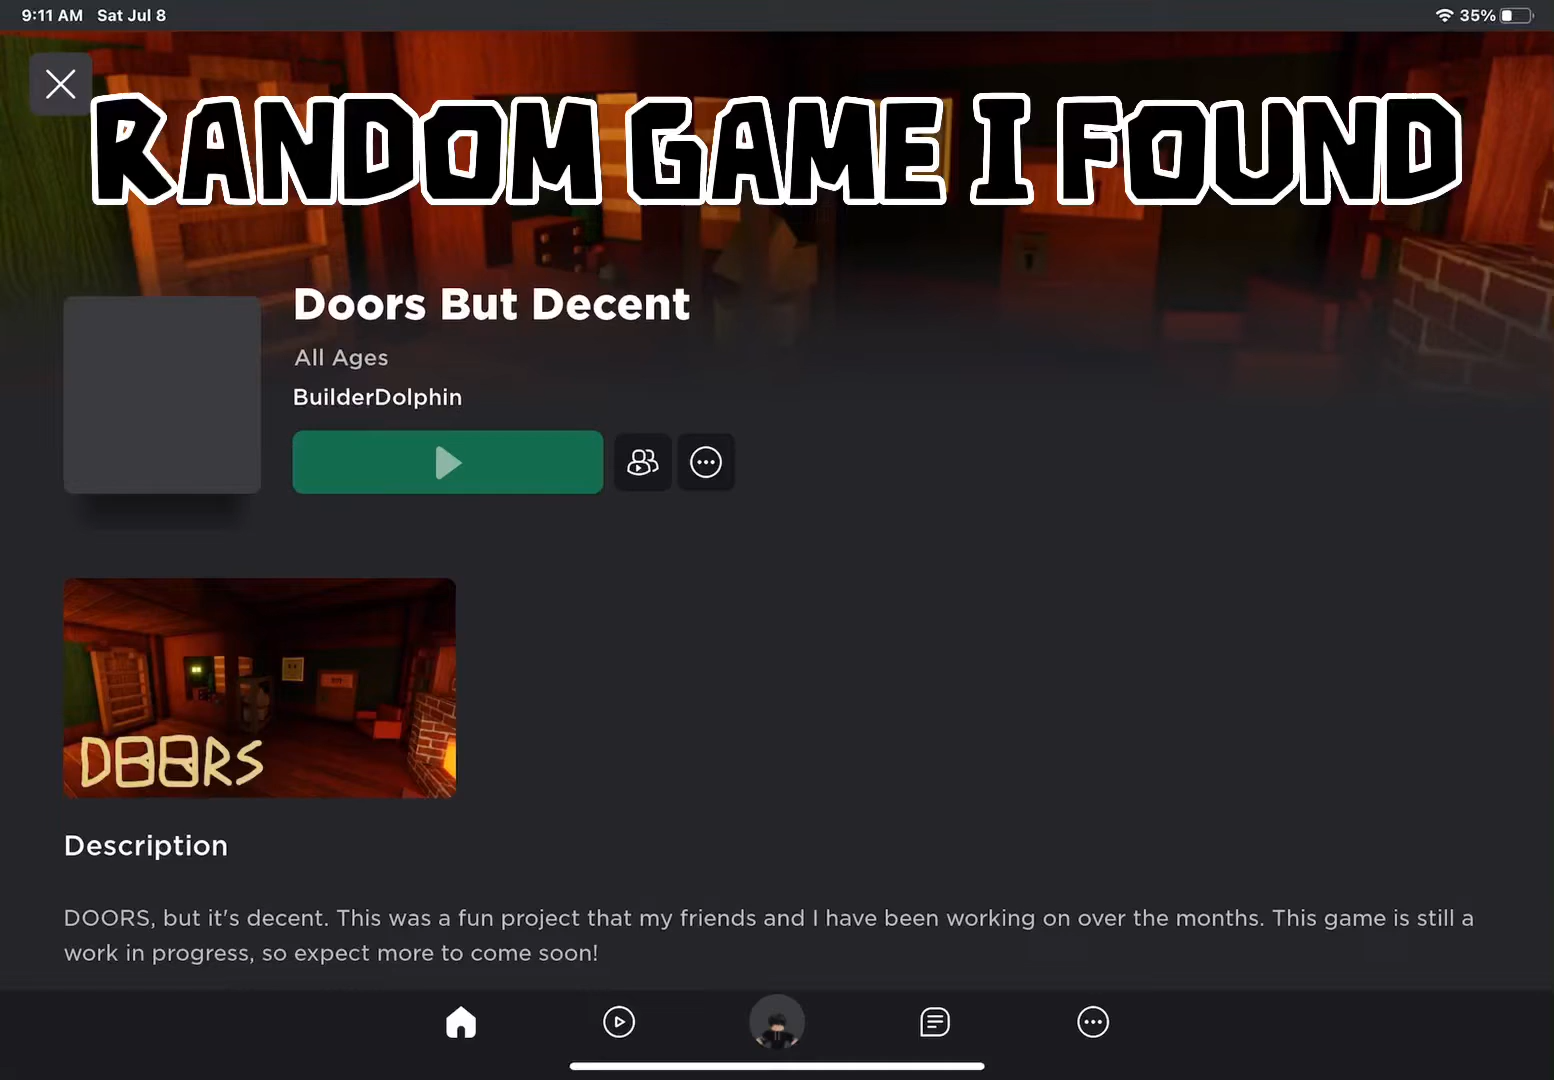 9:11 AM Sat Jul 8
35%
RANDOM GAME I FOUND
Doors But Decent
All Ages
BuilderDolphin
DOORS
Description
DOORS, but it's decent. This was a fun project that my friends and I have been working on over the months. This game is still a
work in progress, so expect more to come soon!